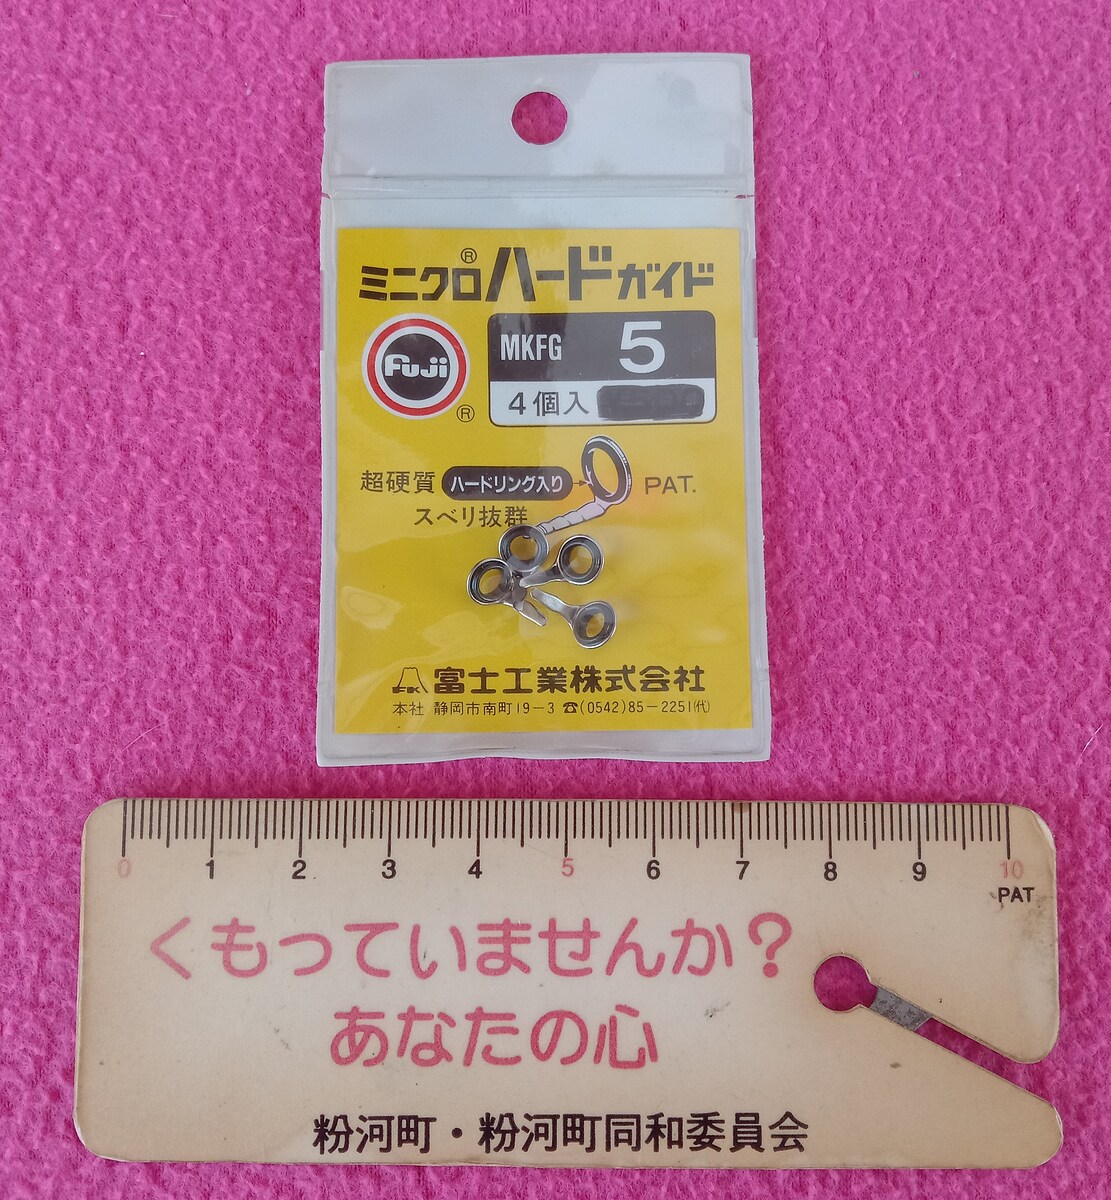 ミニクロ®ハードガイド
Fuji ®
MKFG 5
4個入
超硬質 ハードリング入り PAT.
スベリ抜群
FK 富士工業株式会社
本社 静岡市南町19-3 ☎(0542)85-2251(代)
0 1 2 3 4 5 6 7 8 9 10
PAT
くもっていませんか?
あなたの心
粉河町・粉河町同和委員会